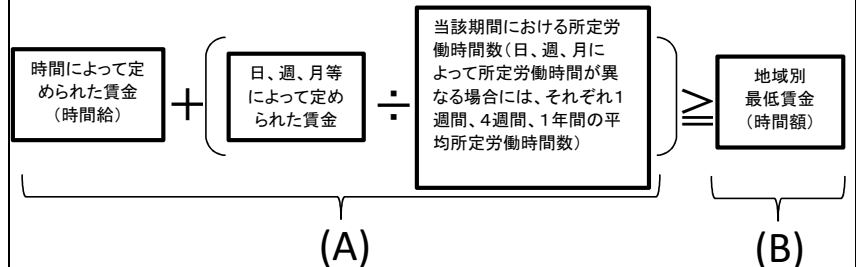 時間によって定
められた賃金
(時間給)
+
日、週、月等
によって定め
られた賃金
÷
当該期間における所定労
働時間数(日、週、月に
よって所定労働時間が異
なる場合には、それぞれ1
週間、4週間、1年間の平
均所定労働時間数)
≧
地域別
最低賃金
(時間額)
(A)
(B)